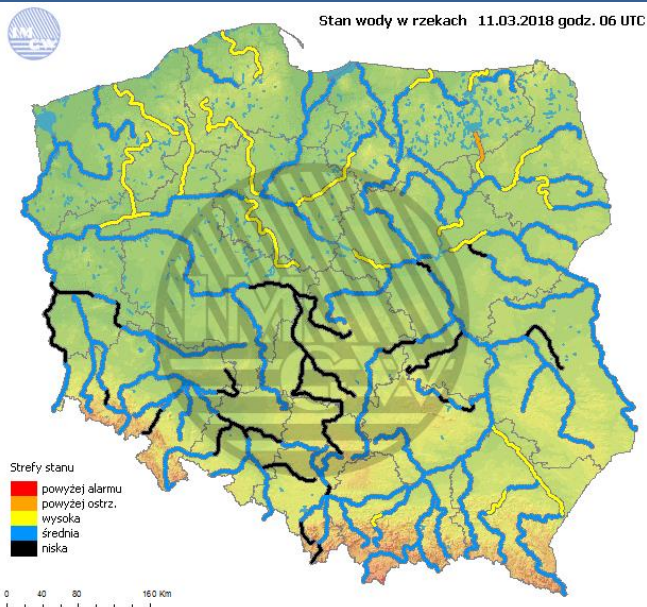 Stan wody w rzekach 11.03.2018 godz. 06 UTC
IMGW
Strefy stanu
powyżej alarmu
powyżej ostrz.
wysoka
średnia
niska
0 40 80 160 Km